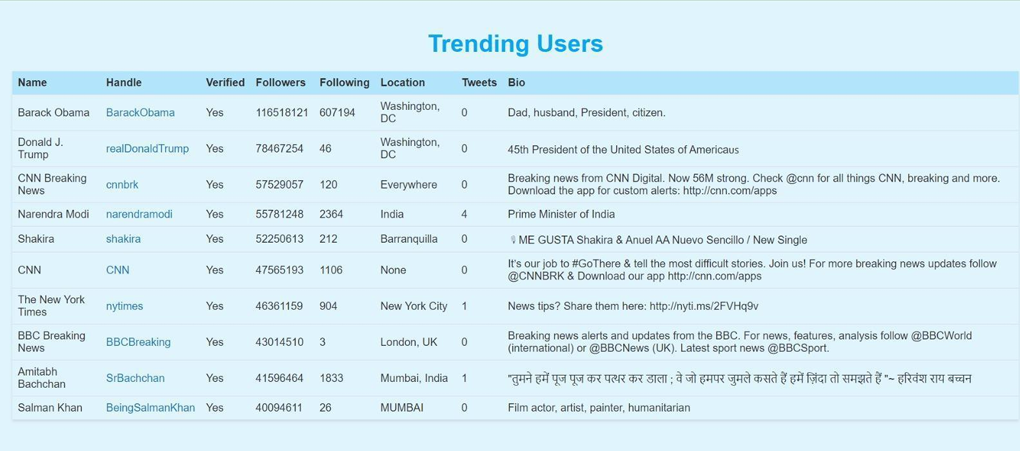 Trending Users
Name Handle Verified Followers Following Location Tweets Bio
Barack Obama BarackObama Yes 116518121 607194 Washington, DC 0 Dad, husband, President, citizen.
Donald J. Trump realDonaldTrump Yes 78467254 46 Washington, DC 0 45th President of the United States of Americaus
CNN Breaking News cnnbrk Yes 57529057 120 Everywhere 0 Breaking news from CNN Digital. Now 56M strong. Check @cnn for all things CNN, breaking and more. Download the app for custom alerts: http://cnn.com/apps
Narendra Modi narendramodi Yes 55781248 2364 India 4 Prime Minister of India
Shakira shakira Yes 52250613 212 Barranquilla 0 ME GUSTA Shakira & Anuel AA Nuevo Sencillo / New Single
CNN CNN Yes 47565193 1106 None 0 It's our job to #GoThere & tell the most difficult stories. Join us! For more breaking news updates follow @CNNBRK & Download our app http://cnn.com/apps
The New York Times nytimes Yes 46361159 904 New York City 1 News tips? Share them here: http://nyti.ms/2FVHq9v
BBC Breaking News BBCBreaking Yes 43014510 3 London, UK 0 Breaking news alerts and updates from the BBC. For news, features, analysis follow @BBCWorld (international) or @BBCNews (UK). Latest sport news @BBCSport.
Amitabh Bachchan SrBachchan Yes 41596464 1833 Mumbai, India 1 "तुमने हमें पूज पूज कर पत्थर कर डाला ; वे जो हमपर जुमले कसते हैं हमें ज़िंदा तो समझते हैं "~ हरिवंश राय बच्चन
Salman Khan BeingSalmanKhan Yes 40094611 26 MUMBAI 0 Film actor, artist, painter, humanitarian